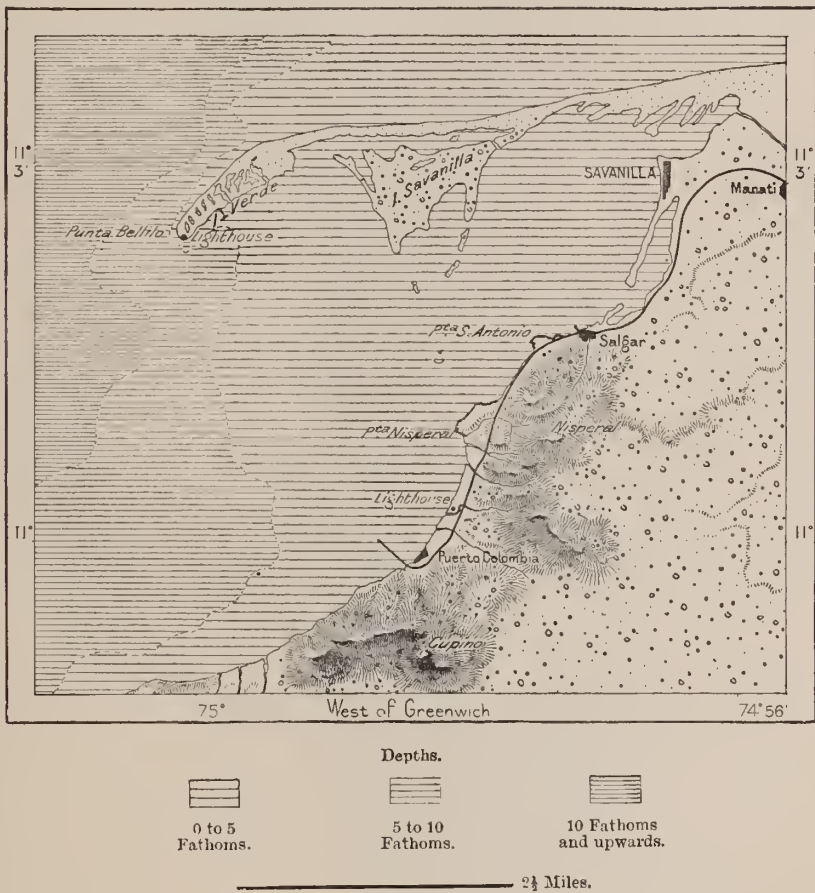 11°
3'
11°
3'
I. Savanilla
SAVANILLA
Manatí
I. Verde
Punta Bellilo
Lighthouse
Pta S. Antonio
Salgar
Pta Nisperal
Nisperal
Lighthouse
11°
11°
Puerto Colombia
Cupino
75°
West of Greenwich
74°56'
Depths.
0 to 5
Fathoms.
5 to 10
Fathoms.
10 Fathoms
and upwards.
2½ Miles.